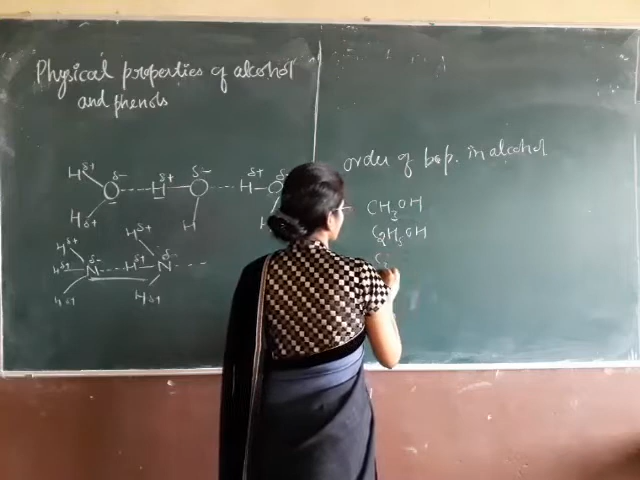 Physical properties of alcohol
and phenols
H δ+ O δ- ---- H δ+ O δ- ---- H δ+
H δ+ H
H δ+ H δ+
H δ+ N δ- ---- H δ+ N δ- ----
H δ+ H δ+
order of b.p. in alcohol
CH3OH
C2H5OH
C